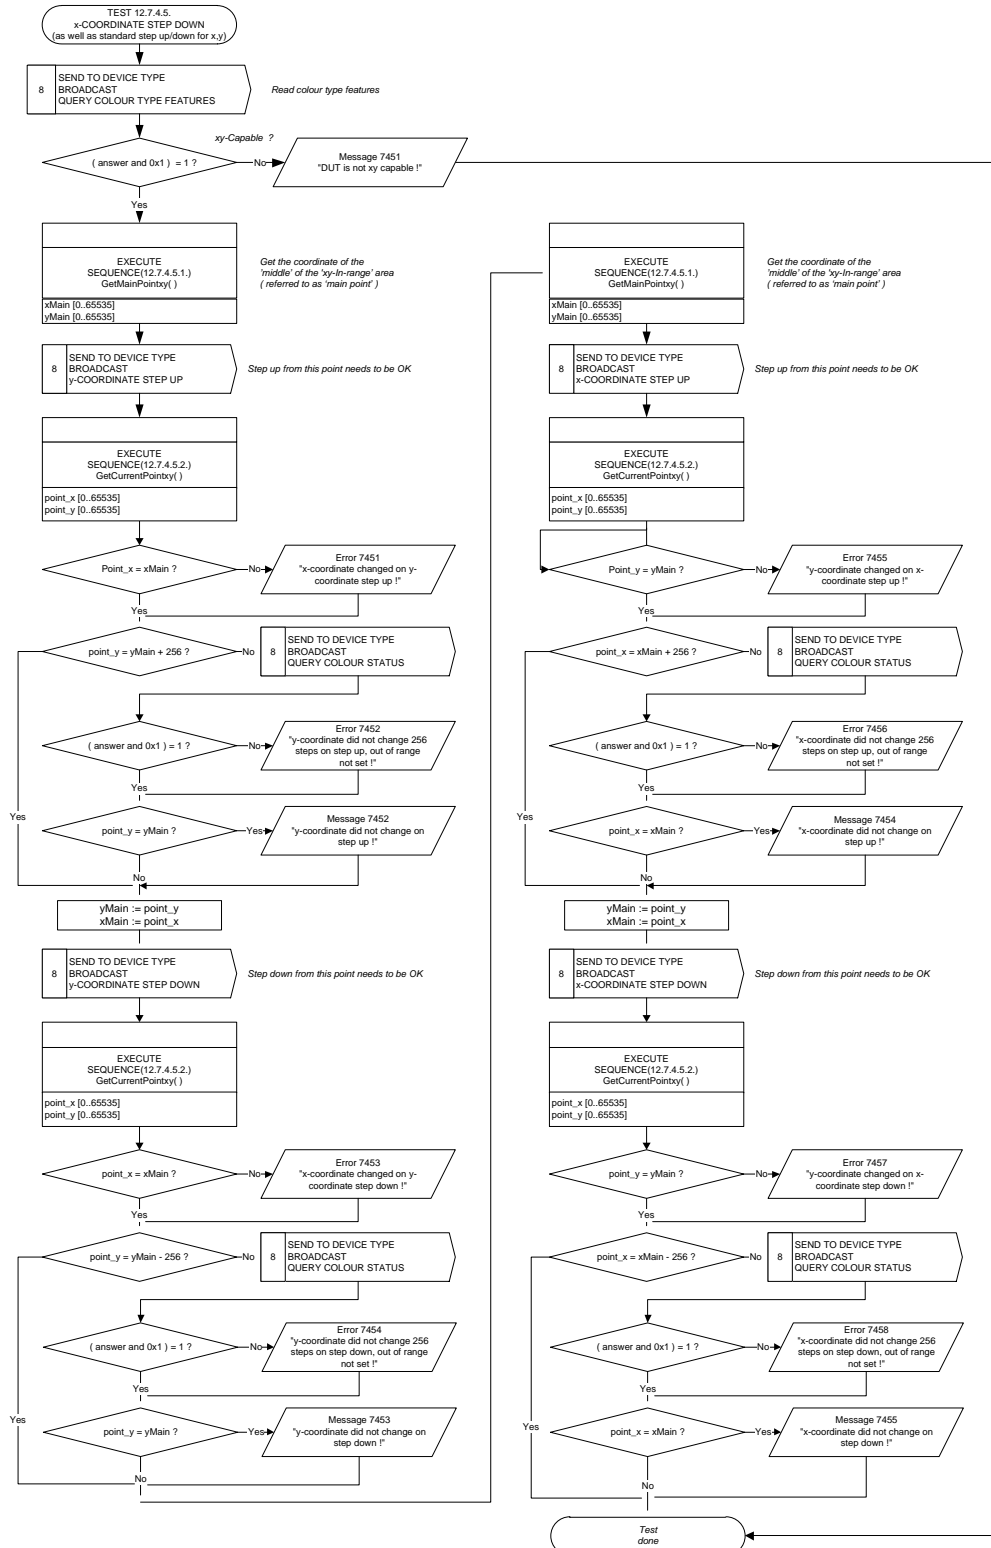 TEST 12.7.4.5.
x-COORDINATE STEP DOWN
(as well as standard step up/down for x,y)
8
SEND TO DEVICE TYPE
BROADCAST
QUERY COLOUR TYPE FEATURES
Read colour type features
xy-Capable ?
( answer and 0x1 ) = 1 ?
No
Message 7451
"DUT is not xy capable !"
Yes
EXECUTE
SEQUENCE(12.7.4.5.1.)
GetMainPointxy( )
xMain [0..65535]
yMain [0..65535]
Get the coordinate of the
'middle' of the 'xy-In-range' area
( referred to as 'main point' )
8
SEND TO DEVICE TYPE
BROADCAST
y-COORDINATE STEP UP
Step up from this point needs to be OK
EXECUTE
SEQUENCE(12.7.4.5.2.)
GetCurrentPointxy( )
point_x [0..65535]
point_y [0..65535]
Point_x = xMain ?
No
Error 7451
"x-coordinate changed on y-
coordinate step up !"
Yes
point_y = yMain + 256 ?
No
8
SEND TO DEVICE TYPE
BROADCAST
QUERY COLOUR STATUS
( answer and 0x1 ) = 1 ?
No
Error 7452
"y-coordinate did not change 256
steps on step up, out of range
not set !"
Yes
Yes
point_y = yMain ?
Yes
Message 7452
"y-coordinate did not change on
step up !"
No
yMain := point_y
xMain := point_x
8
SEND TO DEVICE TYPE
BROADCAST
y-COORDINATE STEP DOWN
Step down from this point needs to be OK
EXECUTE
SEQUENCE(12.7.4.5.2.)
GetCurrentPointxy( )
point_x [0..65535]
point_y [0..65535]
point_x = xMain ?
No
Error 7453
"x-coordinate changed on y-
coordinate step down !"
Yes
point_y = yMain - 256 ?
No
8
SEND TO DEVICE TYPE
BROADCAST
QUERY COLOUR STATUS
( answer and 0x1 ) = 1 ?
No
Error 7454
"y-coordinate did not change 256
steps on step down, out of range
not set !"
Yes
Yes
point_y = yMain ?
Yes
Message 7453
"y-coordinate did not change on
step down !"
No
EXECUTE
SEQUENCE(12.7.4.5.1.)
GetMainPointxy( )
xMain [0..65535]
yMain [0..65535]
Get the coordinate of the
'middle' of the 'xy-In-range' area
( referred to as 'main point' )
8
SEND TO DEVICE TYPE
BROADCAST
x-COORDINATE STEP UP
Step up from this point needs to be OK
EXECUTE
SEQUENCE(12.7.4.5.2.)
GetCurrentPointxy( )
point_x [0..65535]
point_y [0..65535]
Point_y = yMain ?
No
Error 7455
"y-coordinate changed on x-
coordinate step up !"
Yes
point_x = xMain + 256 ?
No
8
SEND TO DEVICE TYPE
BROADCAST
QUERY COLOUR STATUS
( answer and 0x1 ) = 1 ?
No
Error 7456
"x-coordinate did not change 256
steps on step up, out of range
not set !"
Yes
Yes
point_x = xMain ?
Yes
Message 7454
"x-coordinate did not change on
step up !"
No
yMain := point_y
xMain := point_x
8
SEND TO DEVICE TYPE
BROADCAST
x-COORDINATE STEP DOWN
Step down from this point needs to be OK
EXECUTE
SEQUENCE(12.7.4.5.2.)
GetCurrentPointxy( )
point_x [0..65535]
point_y [0..65535]
point_y = yMain ?
No
Error 7457
"y-coordinate changed on x-
coordinate step down !"
Yes
point_x = xMain - 256 ?
No
8
SEND TO DEVICE TYPE
BROADCAST
QUERY COLOUR STATUS
( answer and 0x1 ) = 1 ?
No
Error 7458
"x-coordinate did not change 256
steps on step down, out of range
not set !"
Yes
Yes
point_x = xMain ?
Yes
Message 7455
"x-coordinate did not change on
step down !"
No
Test
done